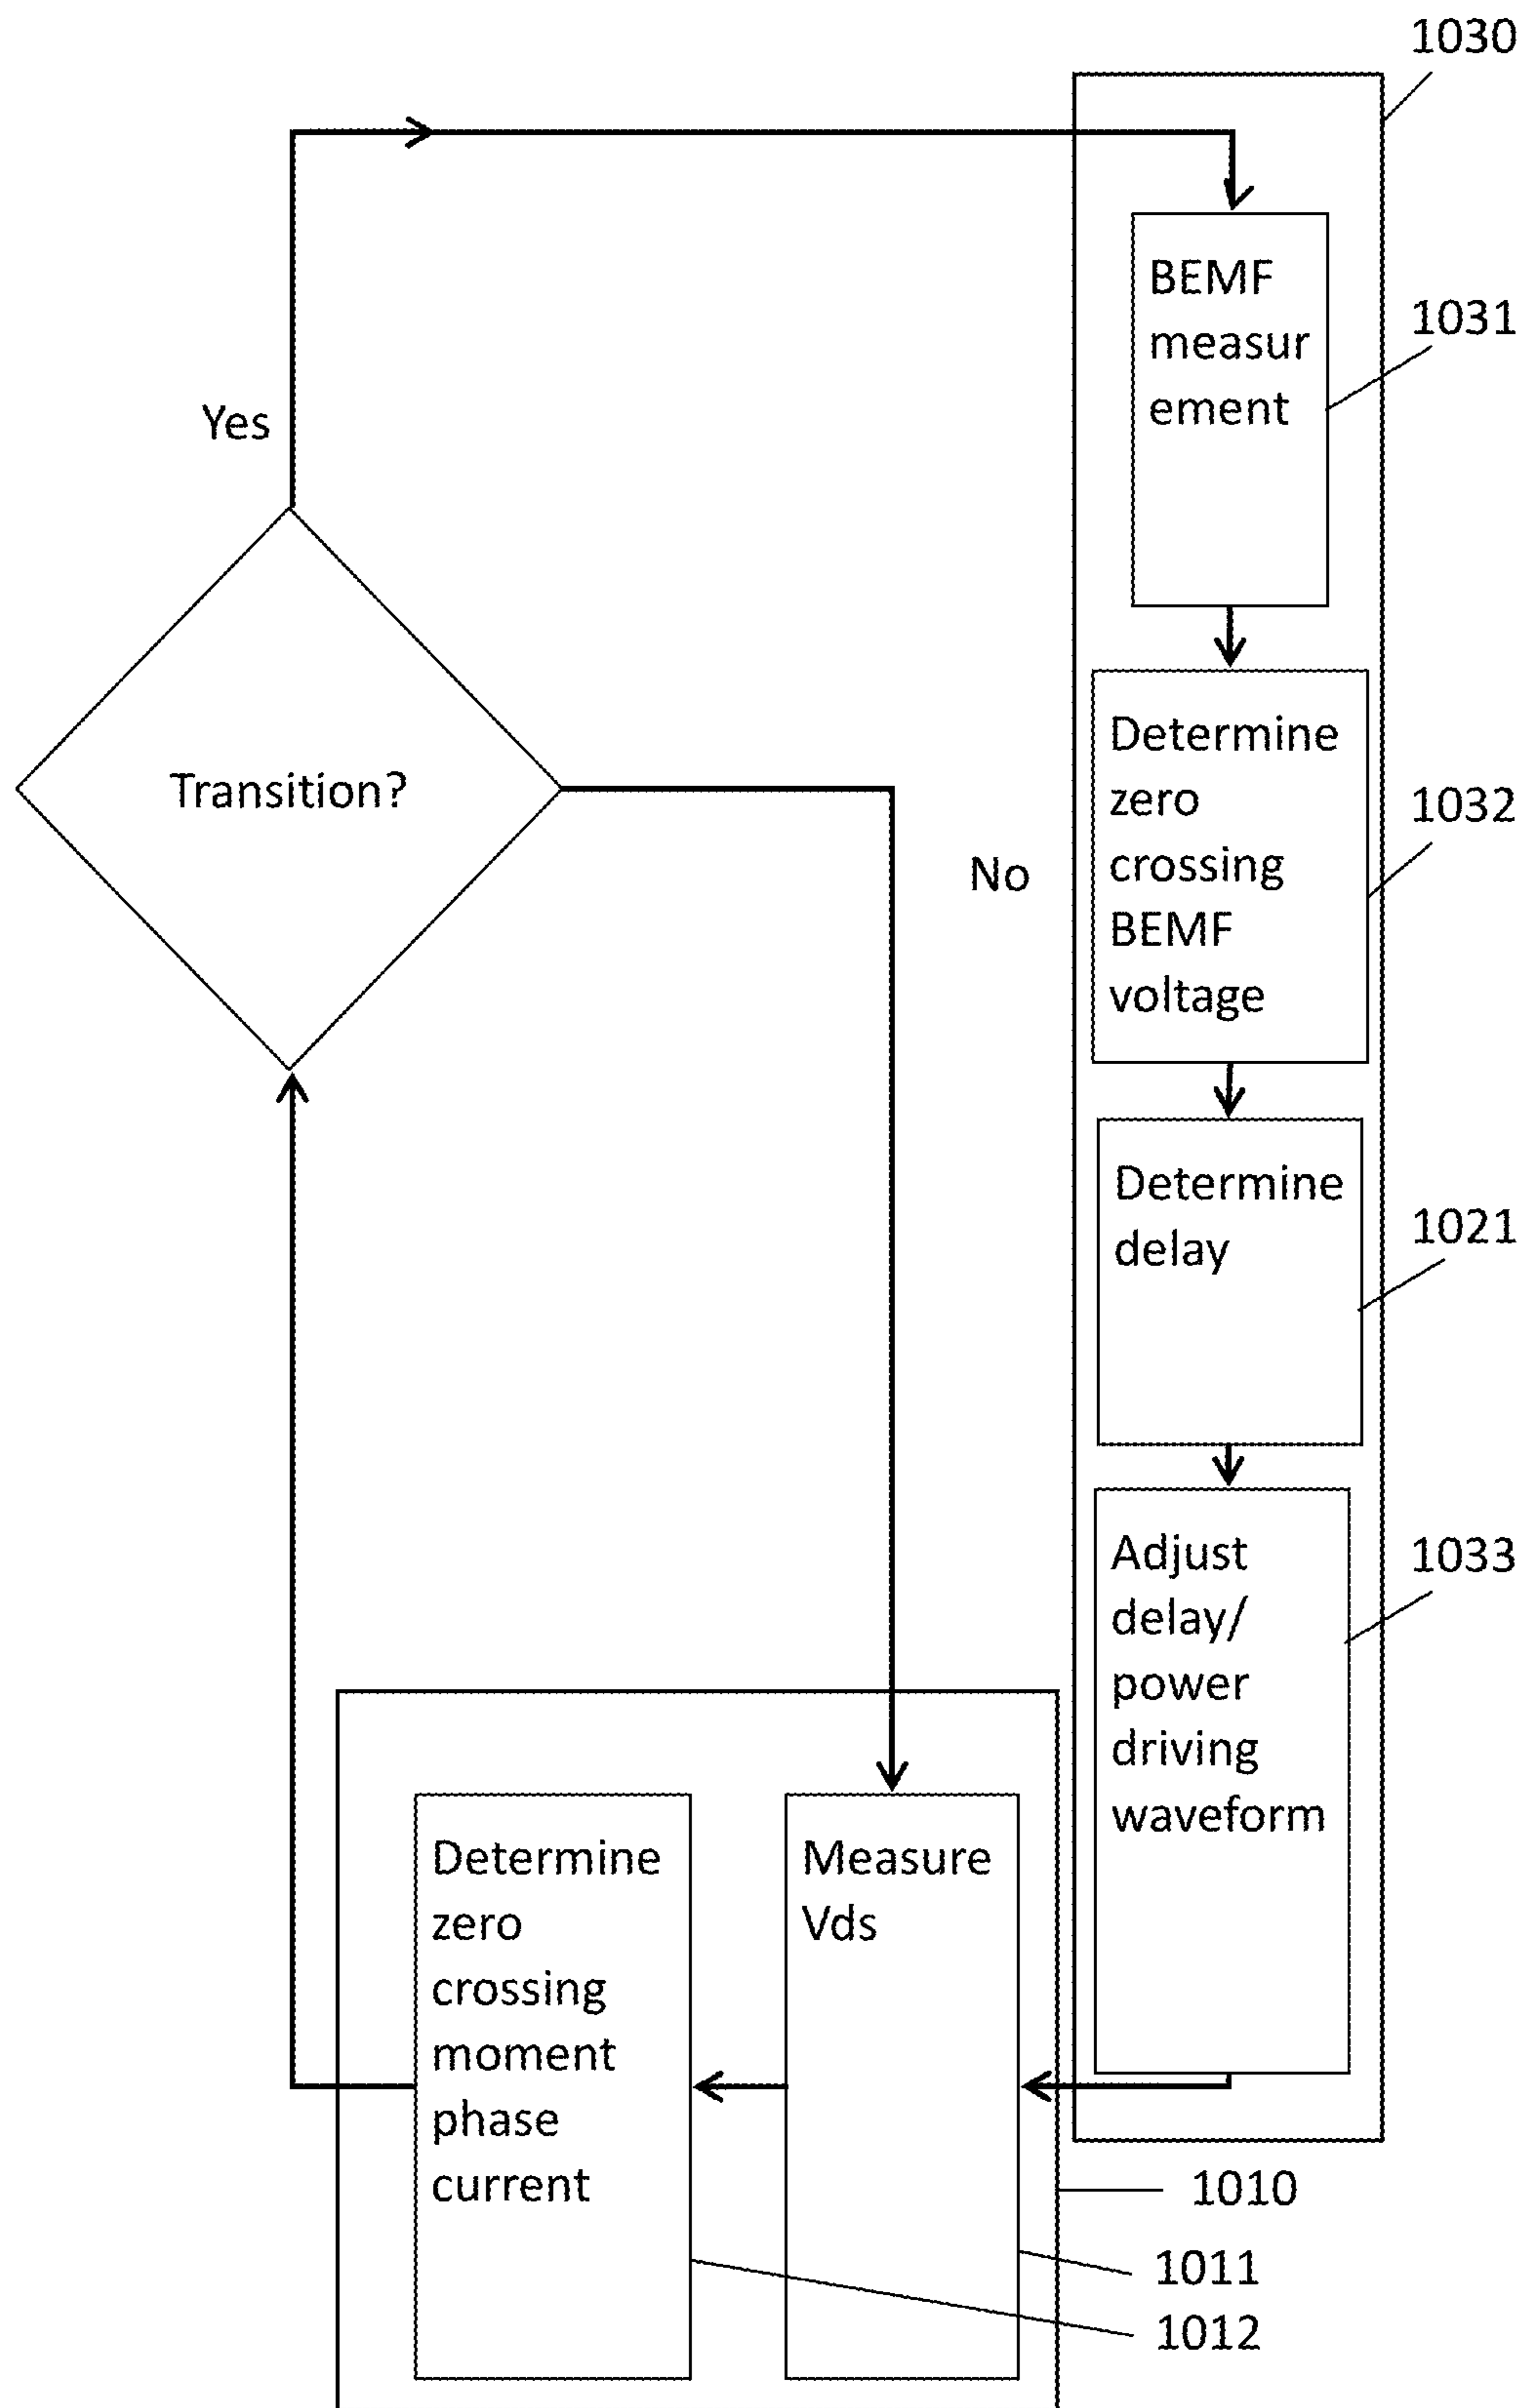 1030
BEMF
measur
ement
1031
Yes
Transition?
No
Determine
zero
crossing
BEMF
voltage
1032
Determine
delay
1021
Adjust
delay/
power
driving
waveform
1033
Determine
zero
crossing
moment
phase
current
Measure
Vds
1010
1011
1012